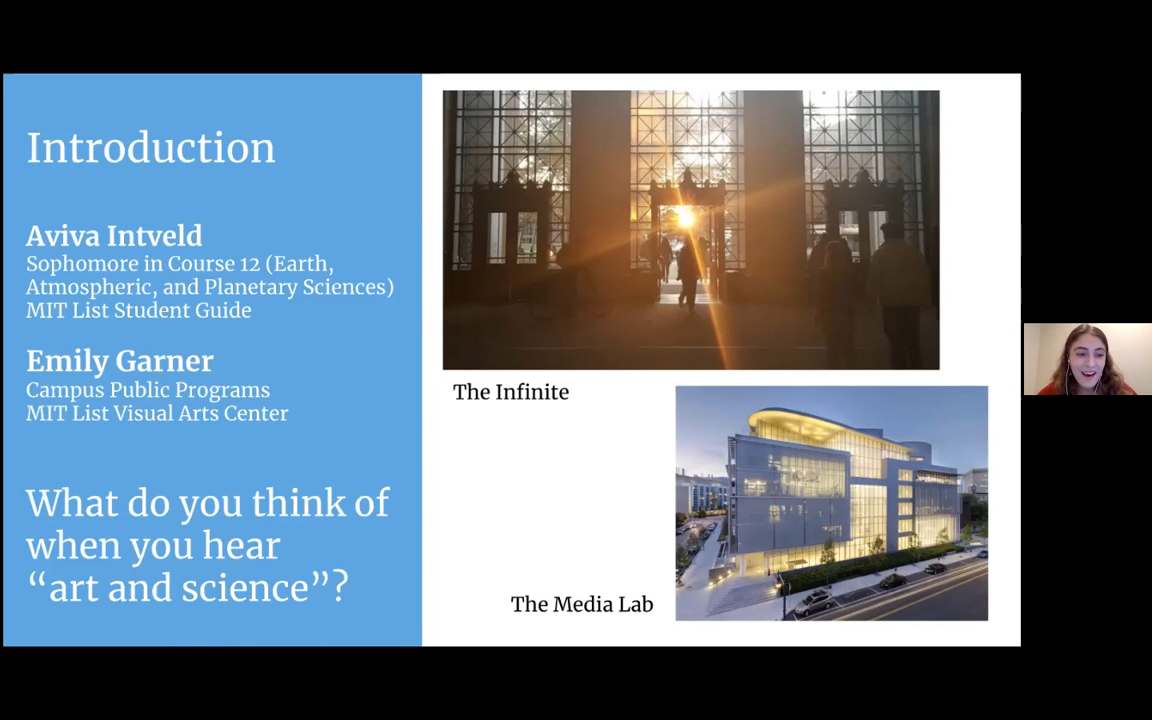 Introduction
Aviva Intveld
Sophomore in Course 12 (Earth,
Atmospheric, and Planetary Sciences)
MIT List Student Guide
Emily Garner
Campus Public Programs
MIT List Visual Arts Center
What do you think of
when you hear
“art and science”?
The Infinite
The Media Lab